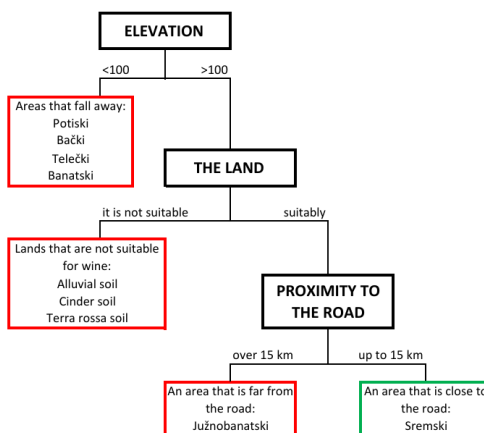 ELEVATION
<100
>100
Areas that fall away:
Potiski
Bački
Telečki
Banatski
THE LAND
it is not suitable
suitably
Lands that are not suitable
for wine:
Alluvial soil
Cinder soil
Terra rossa soil
PROXIMITY TO
THE ROAD
over 15 km
up to 15 km
An area that is far from
the road:
Južnobanatski
An area that is close to
the road:
Sremski